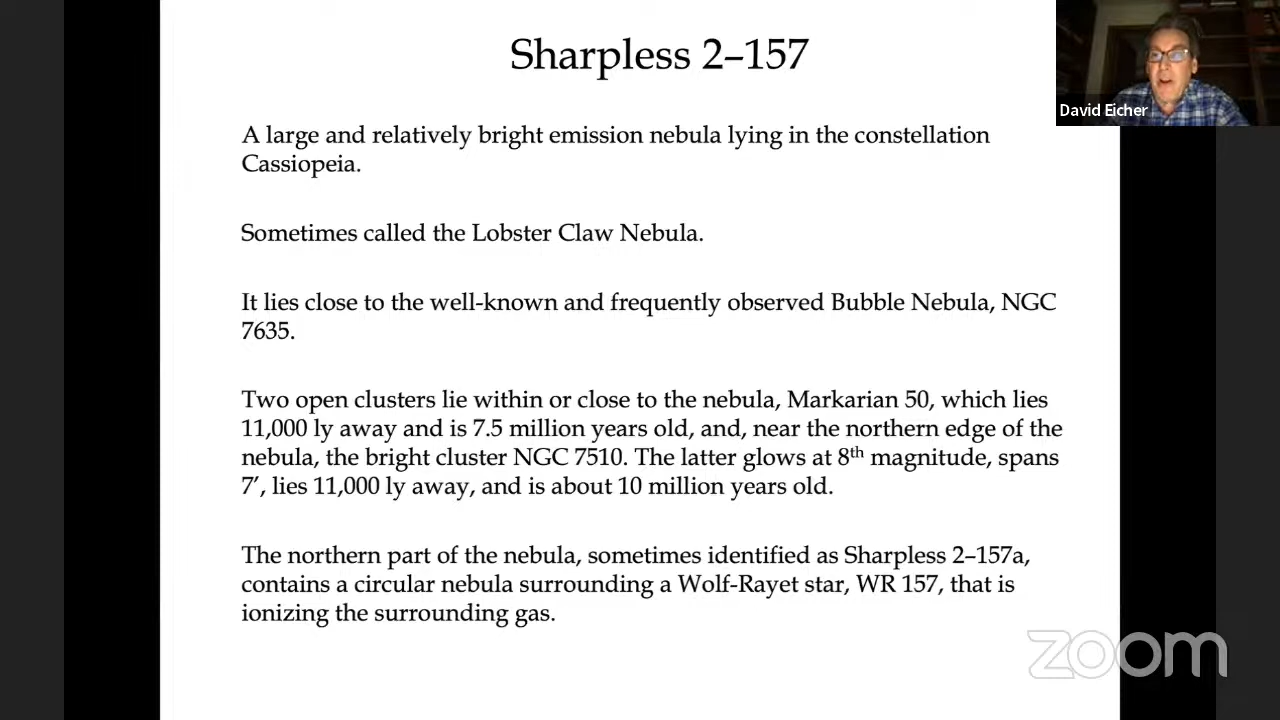 Sharpless 2–157
David Eicher
A large and relatively bright emission nebula lying in the constellation
Cassiopeia.
Sometimes called the Lobster Claw Nebula.
It lies close to the well-known and frequently observed Bubble Nebula, NGC
7635.
Two open clusters lie within or close to the nebula, Markarian 50, which lies
11,000 ly away and is 7.5 million years old, and, near the northern edge of the
nebula, the bright cluster NGC 7510. The latter glows at 8th magnitude, spans
7′, lies 11,000 ly away, and is about 10 million years old.
The northern part of the nebula, sometimes identified as Sharpless 2–157a,
contains a circular nebula surrounding a Wolf-Rayet star, WR 157, that is
ionizing the surrounding gas.
zoom